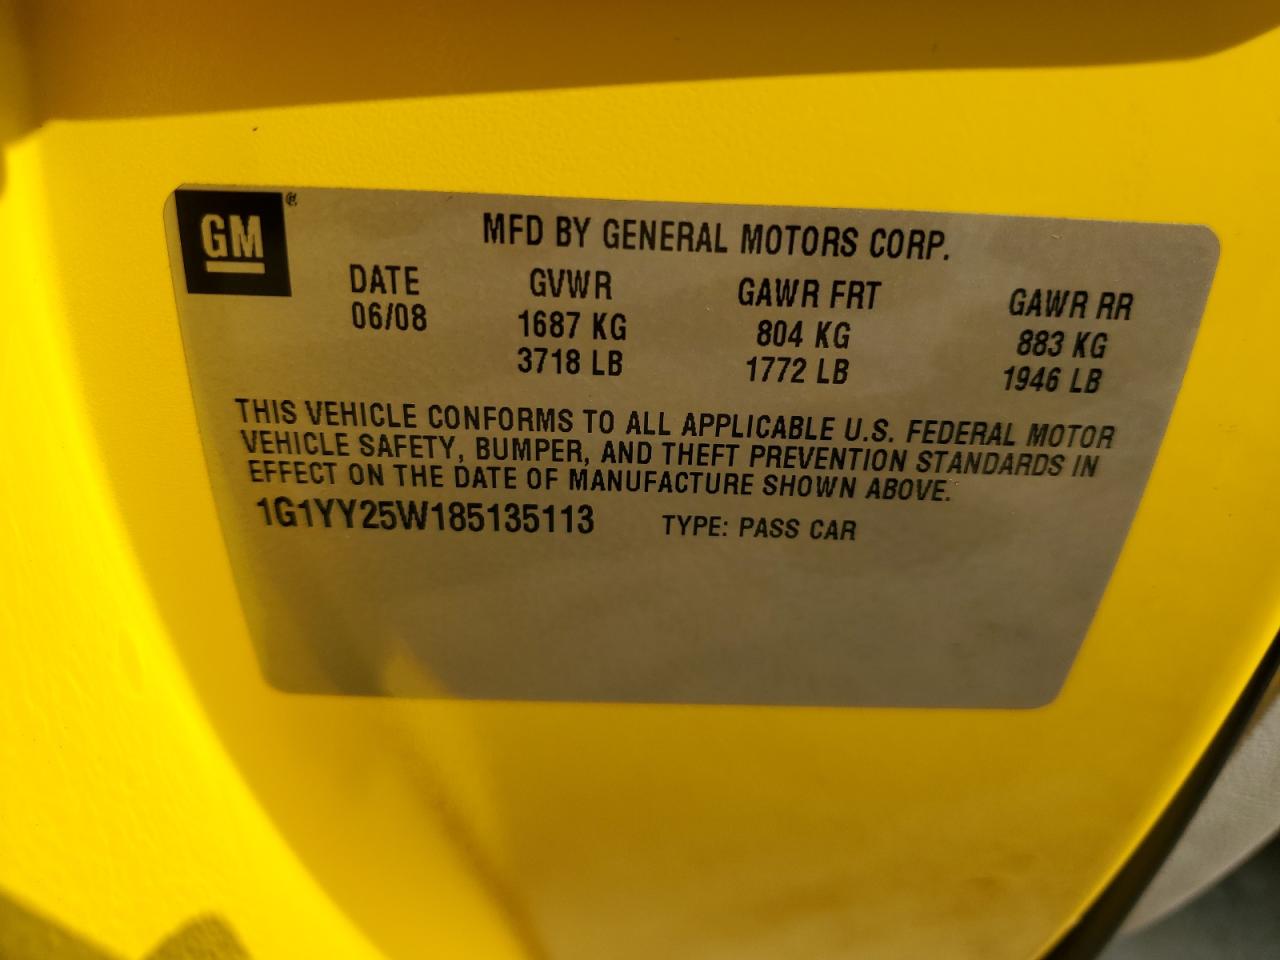 GM ®
MFD BY GENERAL MOTORS CORP.
DATE GVWR GAWR FRT GAWR RR
06/08 1687 KG 804 KG 883 KG
3718 LB 1772 LB 1946 LB
THIS VEHICLE CONFORMS TO ALL APPLICABLE U.S. FEDERAL MOTOR
VEHICLE SAFETY, BUMPER, AND THEFT PREVENTION STANDARDS IN
EFFECT ON THE DATE OF MANUFACTURE SHOWN ABOVE.
1G1YY25W185135113 TYPE: PASS CAR